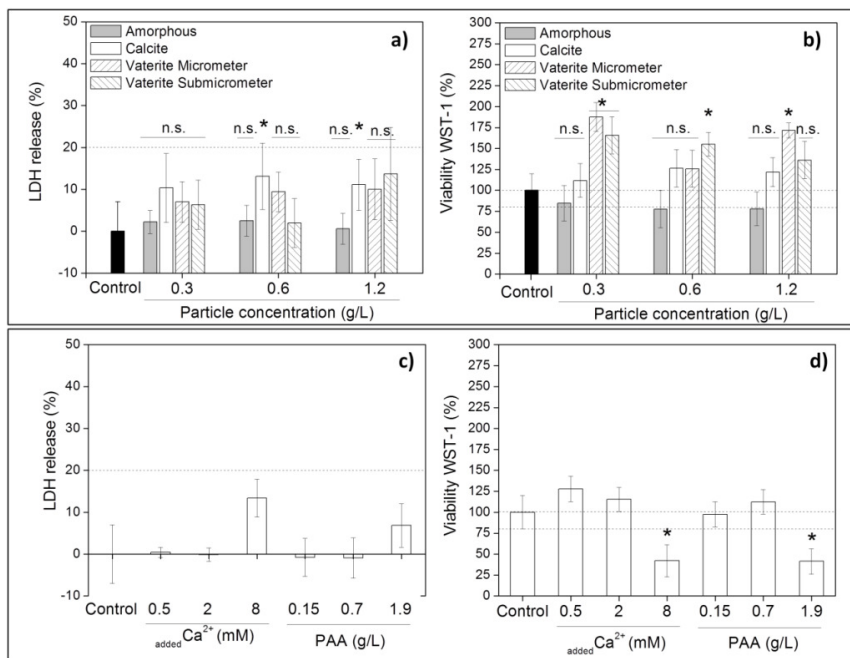 a)
Amorphous
Calcite
Vaterite Micrometer
Vaterite Submicrometer
50
40
30
20
10
0
-10
LDH release (%)
n.s.
n.s. * n.s.
n.s. * n.s.
Control 0.3 0.6 1.2
Particle concentration (g/L)
b)
Amorphous
Calcite
Vaterite Micrometer
Vaterite Submicrometer
300
275
250
225
200
175
150
125
100
75
50
25
0
Viability WST-1 (%)
n.s. *
n.s. *
n.s. * n.s.
Control 0.3 0.6 1.2
Particle concentration (g/L)
c)
50
40
30
20
10
0
-10
LDH release (%)
Control 0.5 2 8 0.15 0.7 1.9
addedCa2+ (mM) PAA (g/L)
d)
300
275
250
225
200
175
150
125
100
75
50
25
0
Viability WST-1 (%)
* *
Control 0.5 2 8 0.15 0.7 1.9
addedCa2+ (mM) PAA (g/L)